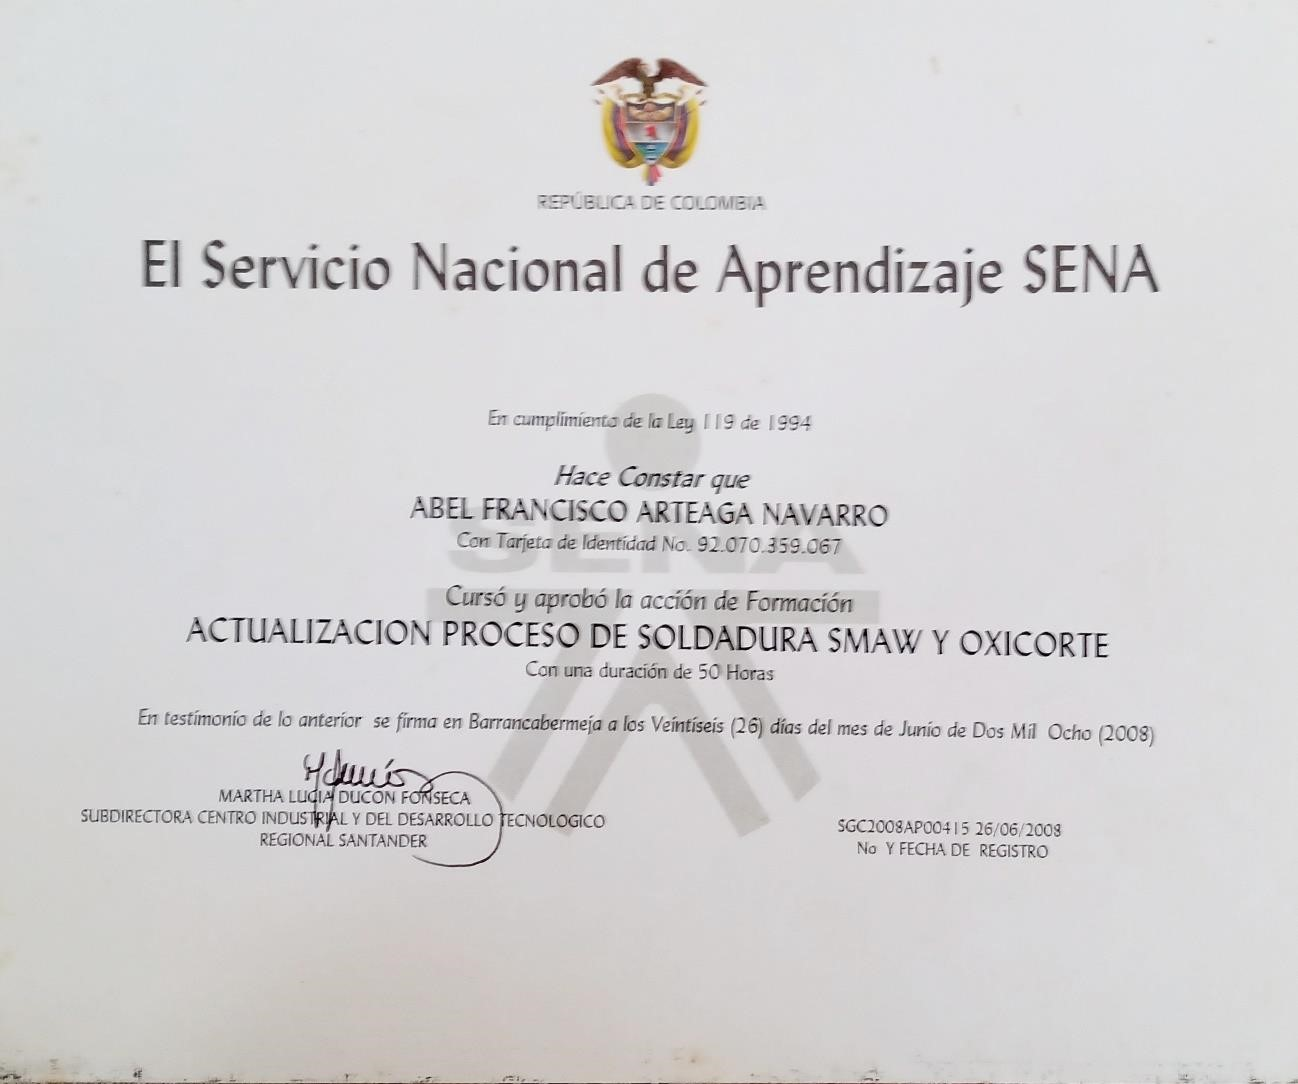 REPÚBLICA DE COLOMBIA
El Servicio Nacional de Aprendizaje SENA
En cumplimiento de la Ley 119 de 1994
Hace Constar que
ABEL FRANCISCO ARTEAGA NAVARRO
Con Tarjeta de Identidad No. 92.070.359.067
SENA
Cursó y aprobó la acción de Formación
ACTUALIZACION PROCESO DE SOLDADURA SMAW Y OXICORTE
Con una duración de 50 Horas
En testimonio de lo anterior se firma en Barrancabermeja a los Veintiseis (26) días del mes de Junio de Dos Mil Ocho (2008)
MARTHA LUCIA DUCON FONSECA
SUBDIRECTORA CENTRO INDUSTRIAL Y DEL DESARROLLO TECNOLOGICO
REGIONAL SANTANDER
SGC2008AP00415 26/06/2008
No Y FECHA DE REGISTRO